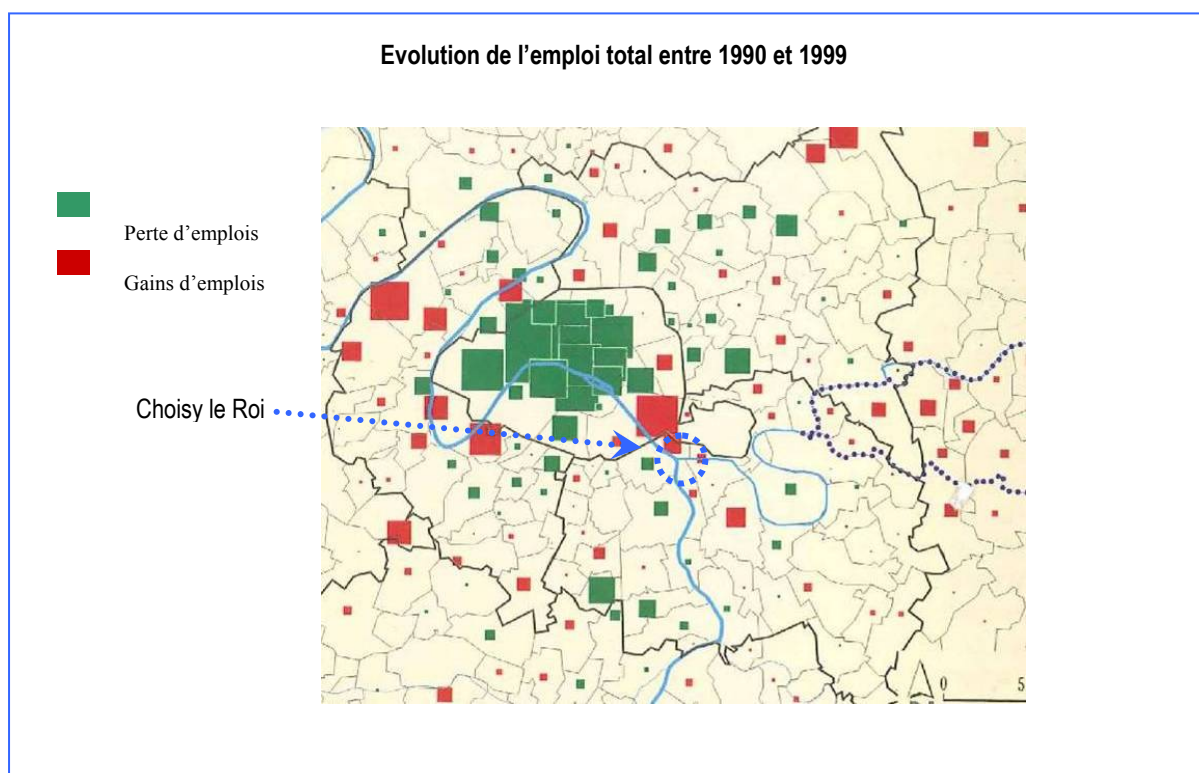 Evolution de l’emploi total entre 1990 et 1999
Perte d’emplois
Gains d’emplois
Choisy le Roi
0 5